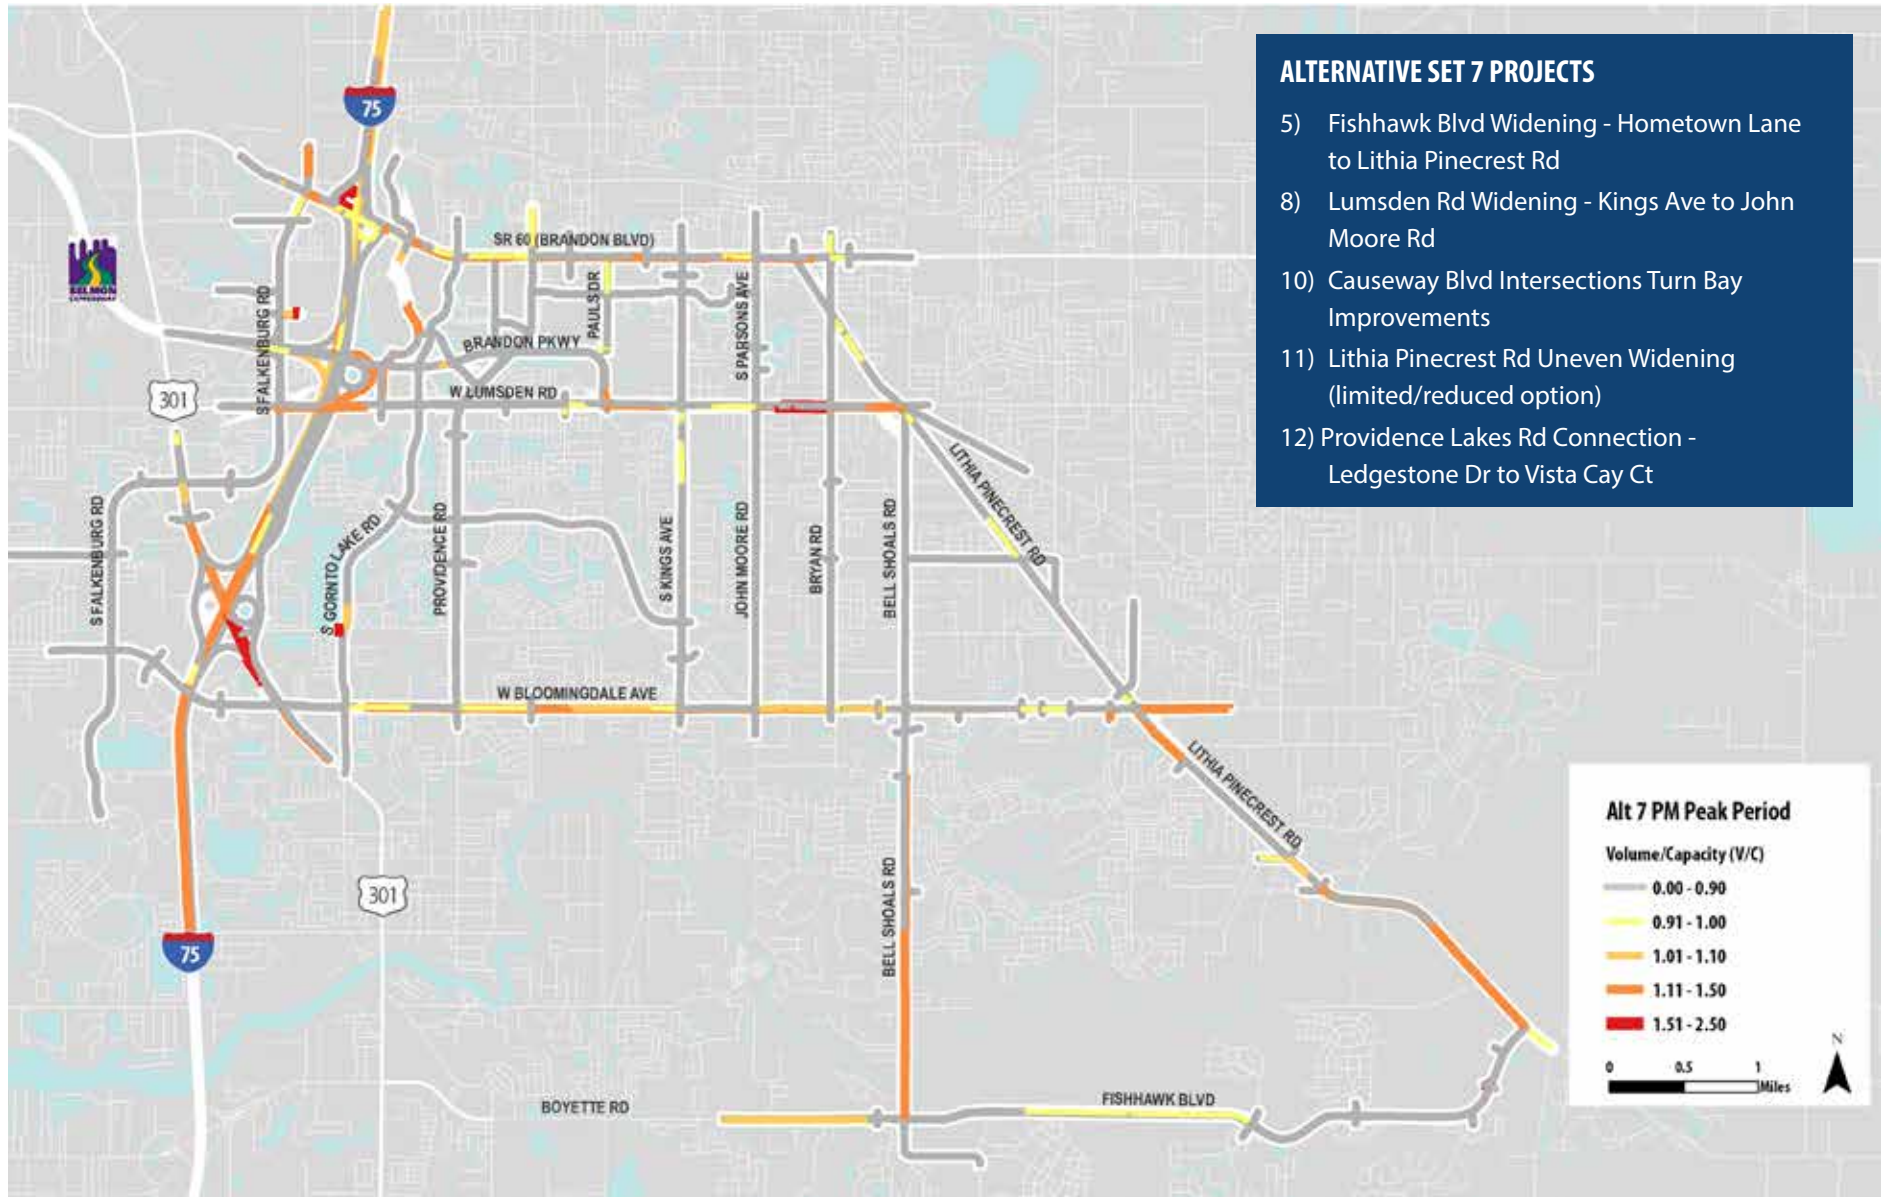 ALTERNATIVE SET 7 PROJECTS
5) Fishhawk Blvd Widening - Hometown Lane
to Lithia Pinecrest Rd
8) Lumsden Rd Widening - Kings Ave to John
Moore Rd
10) Causeway Blvd Intersections Turn Bay
Improvements
11) Lithia Pinecrest Rd Uneven Widening
(limited/reduced option)
12) Providence Lakes Rd Connection -
Ledgestone Dr to Vista Cay Ct
75
SR 60 (BRANDON BLVD)
S FALKENBURG RD
PAULS DR
S PARSONS AVE
BRANDON PKWY
W LUMSDEN RD
301
LITHIA PINECREST RD
S FALKENBURG RD
S GORNTO LAKE RD
PROVIDENCE RD
S KINGS AVE
JOHN MOORE RD
BRYAN RD
BELL SHOALS RD
W BLOOMINGDALE AVE
LITHIA PINECREST RD
BELL SHOALS RD
301
75
BOYETTE RD
FISHHAWK BLVD
Alt 7 PM Peak Period
Volume/Capacity (V/C)
0.00 - 0.90
0.91 - 1.00
1.01 - 1.10
1.11 - 1.50
1.51 - 2.50
N
0 0.5 1
Miles